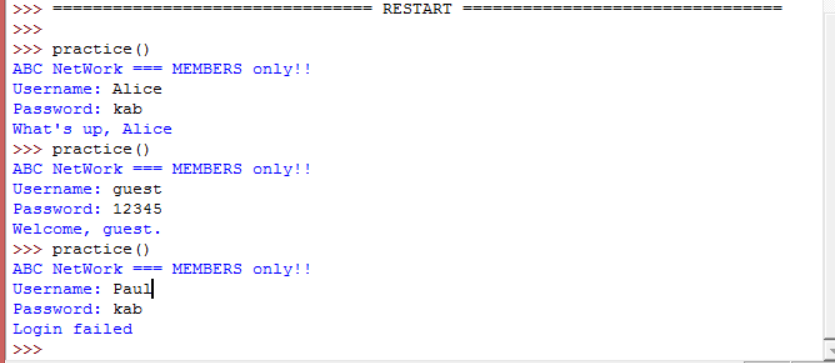 >>> ================================ RESTART ================================
>>>
>>> practice()
ABC NetWork === MEMBERS only!!
Username: Alice
Password: kab
What's up, Alice
>>> practice()
ABC NetWork === MEMBERS only!!
Username: guest
Password: 12345
Welcome, guest.
>>> practice()
ABC NetWork === MEMBERS only!!
Username: Paul
Password: kab
Login failed
>>>